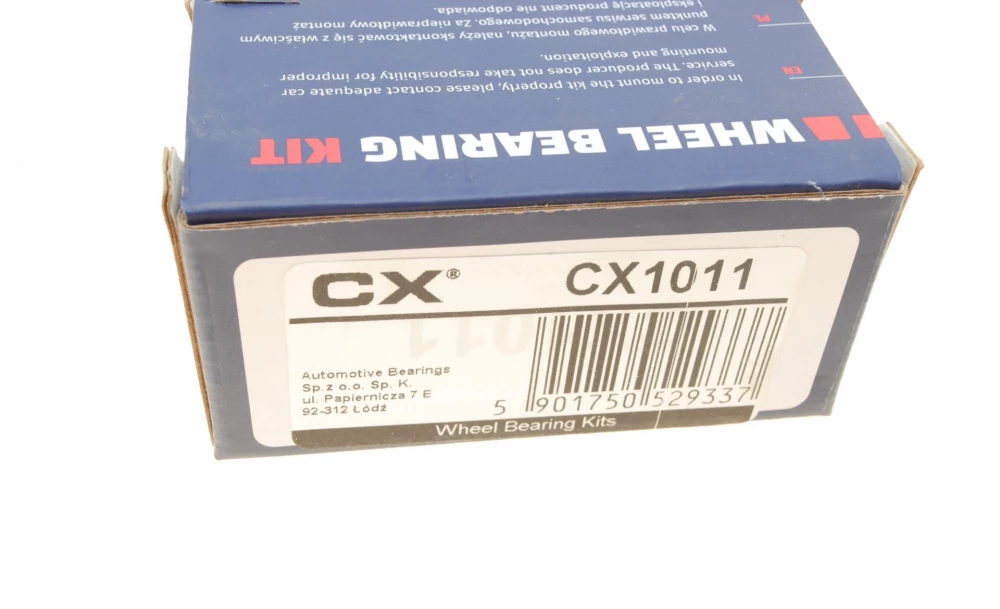 WHEEL BEARING KIT
EN
In order to mount the kit properly, please contact adequate car
service. The producer does not take responsibility for improper
mounting and exploitation.
PL
W celu prawidłowego montażu, należy skontaktować się z właściwym
punktem serwisu samochodowego. Za nieprawidłowy montaż
i eksploatację producent nie odpowiada.
CX®
CX1011
Automotive Bearings
Sp.z o.o. Sp. K.
ul. Papiernicza 7 E
92-312 Łódź
5 901750 529337
Wheel Bearing Kits